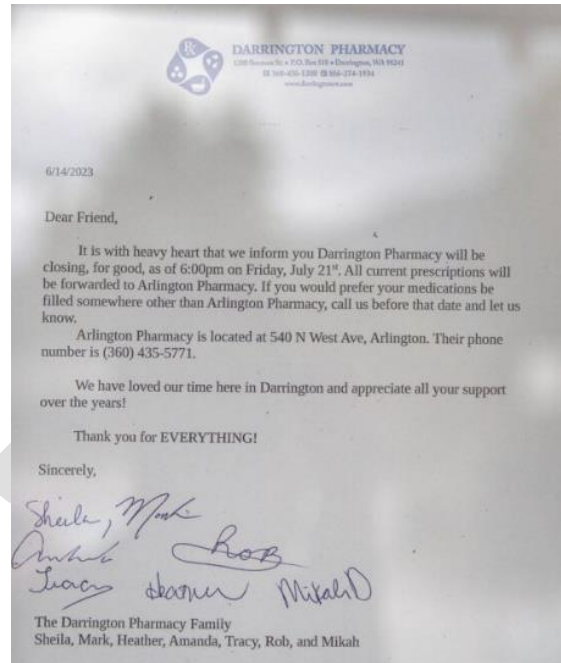 DARRINGTON PHARMACY
6/14/2023
Dear Friend,
It is with heavy heart that we inform you Darrington Pharmacy will be
closing, for good, as of 6:00pm on Friday, July 21st. All current prescriptions will
be forwarded to Arlington Pharmacy. If you would prefer your medications be
filled somewhere other than Arlington Pharmacy, call us before that date and let us
know.
Arlington Pharmacy is located at 540 N West Ave, Arlington. Their phone
number is (360) 435-5771.
We have loved our time here in Darrington and appreciate all your support
over the years!
Thank you for EVERYTHING!
Sincerely,
Sheila, Mark
Rob
Tracy Heather Mikah D
The Darrington Pharmacy Family
Sheila, Mark, Heather, Amanda, Tracy, Rob, and Mikah